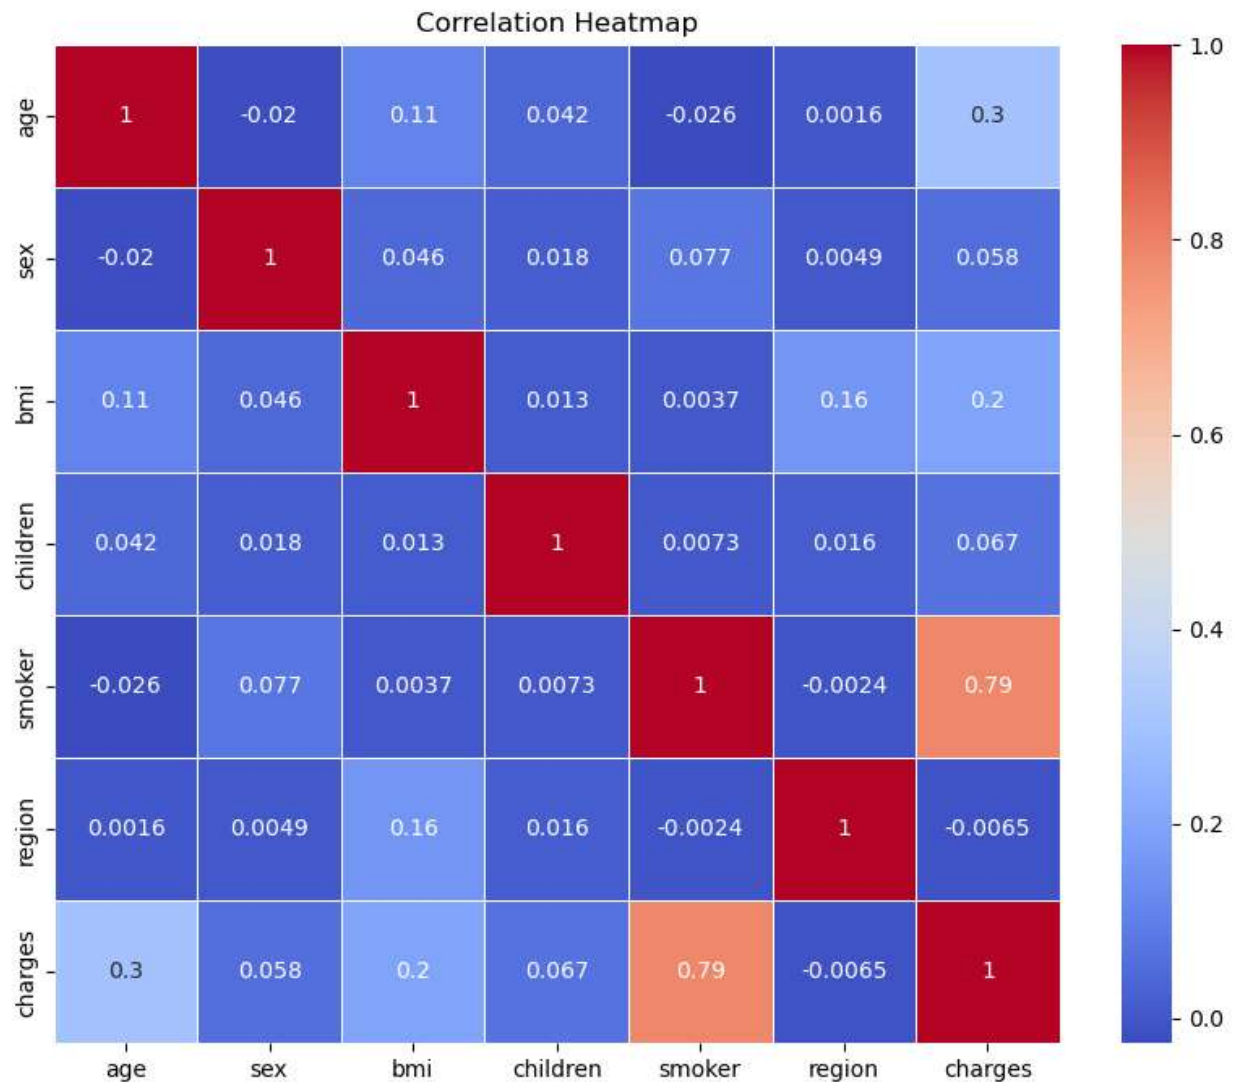 Correlation Heatmap
age 1 -0.02 0.11 0.042 -0.026 0.0016 0.3
sex -0.02 1 0.046 0.018 0.077 0.0049 0.058
bmi 0.11 0.046 1 0.013 0.0037 0.16 0.2
children 0.042 0.018 0.013 1 0.0073 0.016 0.067
smoker -0.026 0.077 0.0037 0.0073 1 -0.0024 0.79
region 0.0016 0.0049 0.16 0.016 -0.0024 1 -0.0065
charges 0.3 0.058 0.2 0.067 0.79 -0.0065 1
age sex bmi children smoker region charges
1.0
0.8
0.6
0.4
0.2
0.0